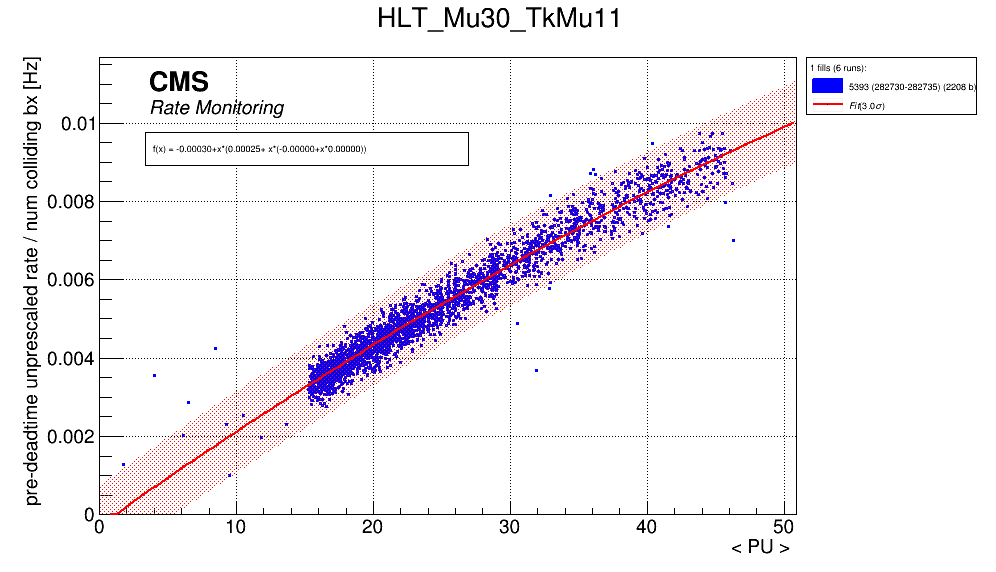 HLT_Mu30_TkMu11
pre-deadtime unprescaled rate / num colliding bx [Hz]
CMS
Rate Monitoring
f(x) = -0.00030+x*(0.00025+ x*(-0.00000+x*0.00000))
1 fills (6 runs):
5393 (282730-282735) (2208 b)
Fit(3.0σ)
0.01
0.008
0.006
0.004
0.002
0
0 10 20 30 40 50
< PU >